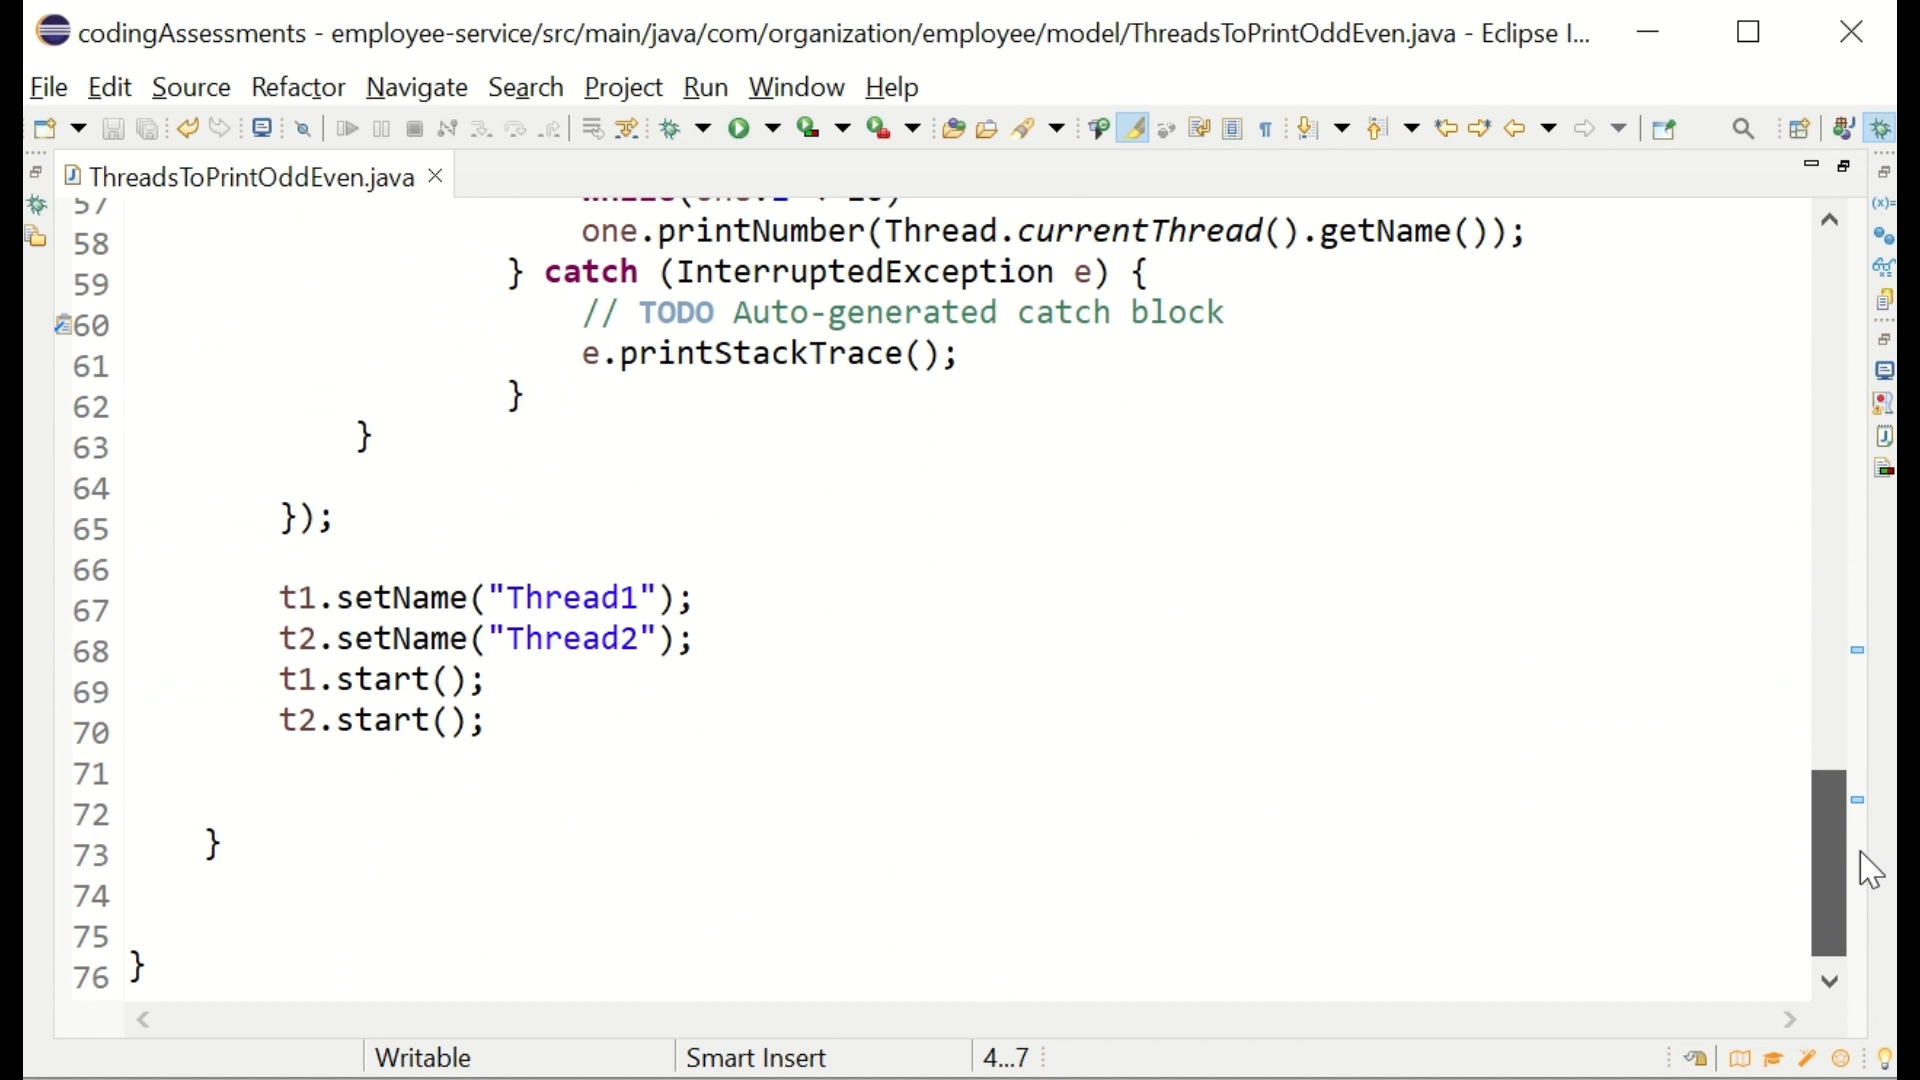 codingAssessments - employee-service/src/main/java/com/organization/employee/model/ThreadsToPrintOddEven.java - Eclipse I...
File Edit Source Refactor Navigate Search Project Run Window Help
ThreadsToPrintOddEven.java
57
58 one.printNumber(Thread.currentThread().getName());
59 } catch (InterruptedException e) {
60 // TODO Auto-generated catch block
61 e.printStackTrace();
62 }
63 }
64
65 });
66
67 t1.setName("Thread1");
68 t2.setName("Thread2");
69 t1.start();
70 t2.start();
71
72
73 }
74
75
76 }
Writable Smart Insert 4...7